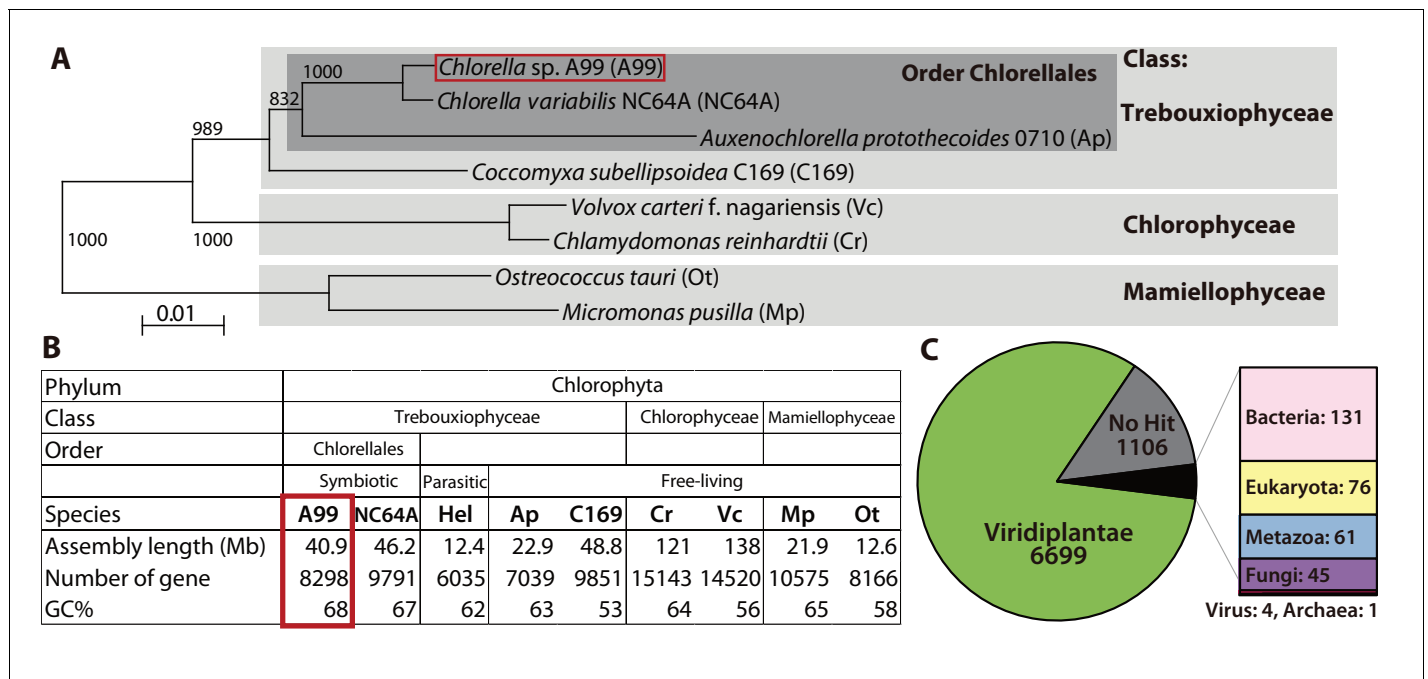 A
Class:
1000
Chlorella sp. A99 (A99)
Order Chlorellales
832
Chlorella variabilis NC64A (NC64A)
Trebouxiophyceae
989
Auxenochlorella protothecoides 0710 (Ap)
Coccomyxa subellipsoidea C169 (C169)
Volvox carteri f. nagariensis (Vc)
Chlorophyceae
1000
1000
Chlamydomonas reinhardtii (Cr)
Ostreococcus tauri (Ot)
Mamiellophyceae
0.01
Micromonas pusilla (Mp)
B
Phylum Chlorophyta
Class Trebouxiophyceae Chlorophyceae Mamiellophyceae
Order Chlorellales
Symbiotic Parasitic Free-living
Species A99 NC64A Hel Ap C169 Cr Vc Mp Ot
Assembly length (Mb) 40.9 46.2 12.4 22.9 48.8 121 138 21.9 12.6
Number of gene 8298 9791 6035 7039 9851 15143 14520 10575 8166
GC% 68 67 62 63 53 64 56 65 58
C
No Hit
1106
Viridiplantae
6699
Bacteria: 131
Eukaryota: 76
Metazoa: 61
Fungi: 45
Virus: 4, Archaea: 1